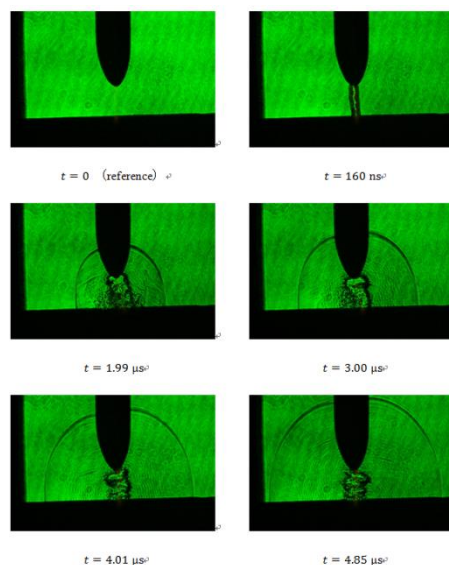 t = 0 (reference)
t = 160 ns
t = 1.99 μs
t = 3.00 μs
t = 4.01 μs
t = 4.85 μs